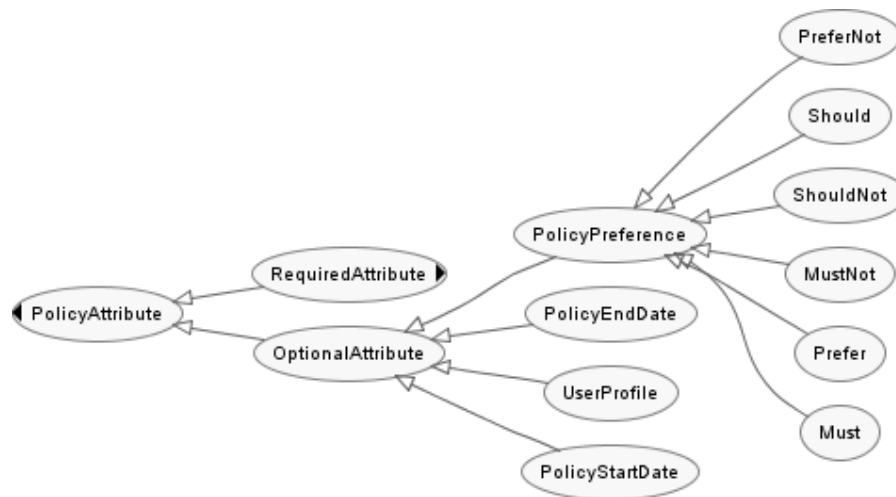 PreferNot
Should
ShouldNot
PolicyPreference
RequiredAttribute
MustNot
PolicyAttribute
PolicyEndDate
OptionalAttribute
Prefer
UserProfile
Must
PolicyStartDate